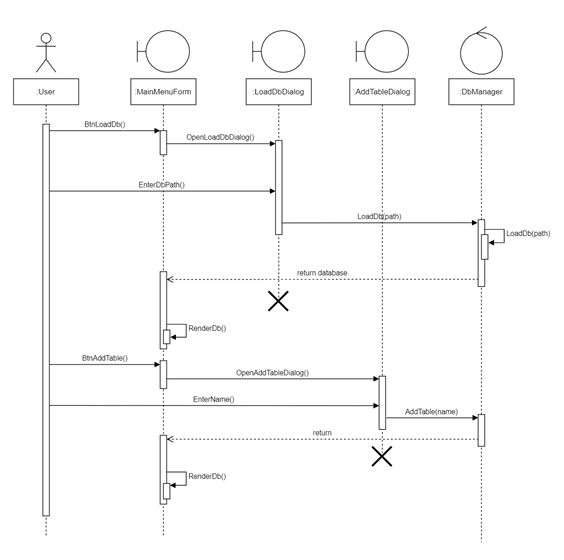 :User
:MainMenuForm
:LoadDbDialog
:AddTableDialog
:DbManager
BtnLoadDb()
OpenLoadDbDialog()
EnterDbPath()
LoadDb(path)
LoadDb(path)
return database
RenderDb()
BtnAddTable()
OpenAddTableDialog()
EnterName()
AddTable(name)
return
RenderDb()